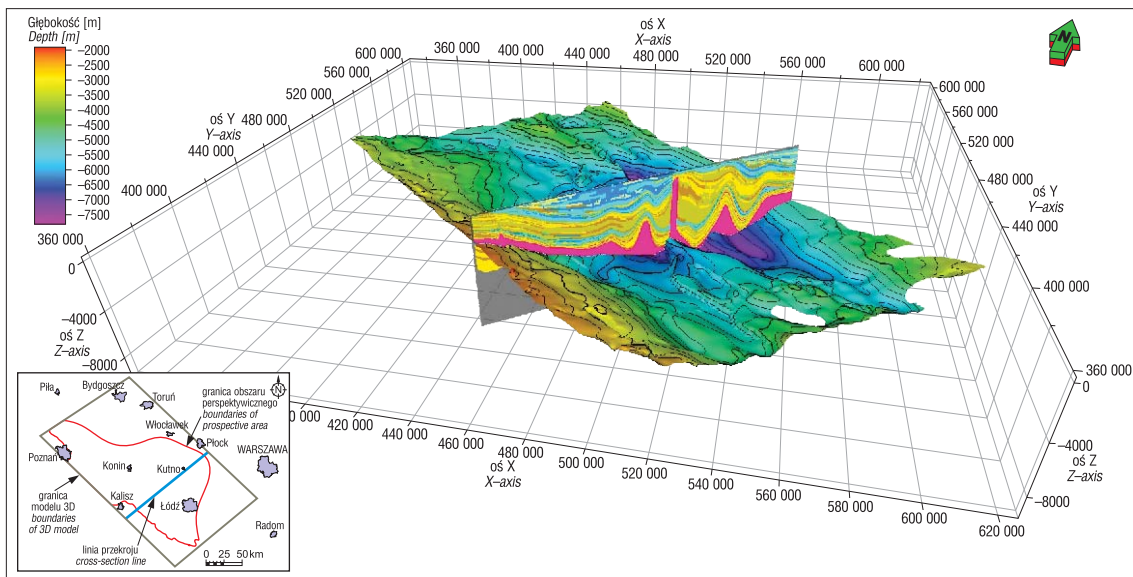 Głębokość [m]
Depth [m]
–2000
–2500
–3000
–3500
–4000
–4500
–5000
–5500
–6000
–6500
–7000
–7500
oś X
X–axis
360 000 400 000 440 000 480 000 520 000 560 000 600 000
N
600 000
560 000
520 000
480 000
440 000
400 000
360 000
oś Y
Y–axis
600 000
560 000
520 000
480 000
440 000
400 000
360 000
oś Y
Y–axis
0
–4000
–8000
oś Z
Z–axis
0
–4000
–8000
oś Z
Z–axis
420 000
440 000
460 000
480 000
500 000
520 000
540 000
560 000
580 000
600 000
620 000
oś X
X–axis
Piła
Bydgoszcz
Toruń
granica obszaru
perspektywicznego
boundaries of
prospective area
N
Włocławek
Płock
WARSZAWA
Poznań
Konin
Kutno
granica
modelu 3D
boundaries
of 3D model
Kalisz
Łódź
Radom
linia przekroju
cross-section line
0 25 50 km